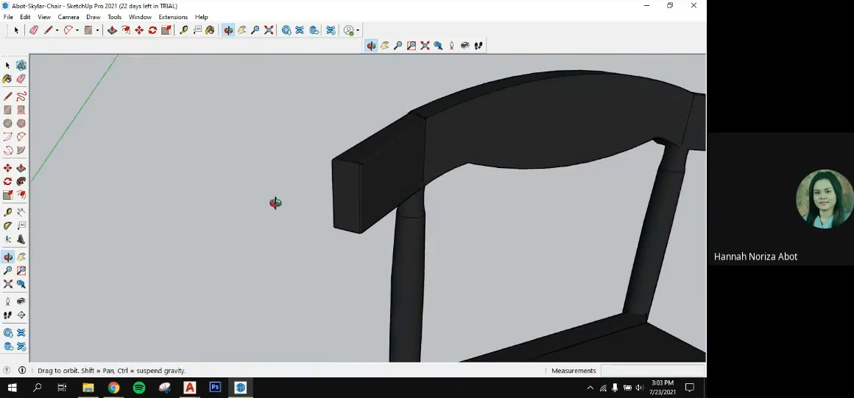 Abot-Skylar-Chair - SketchUp Pro 2021 (22 days left in TRIAL)
File Edit View Camera Draw Tools Window Extensions Help
Hannah Noriza Abot
Drag to orbit. Shift = Pan, Ctrl = suspend gravity.
Measurements
3:03 PM
7/23/2021